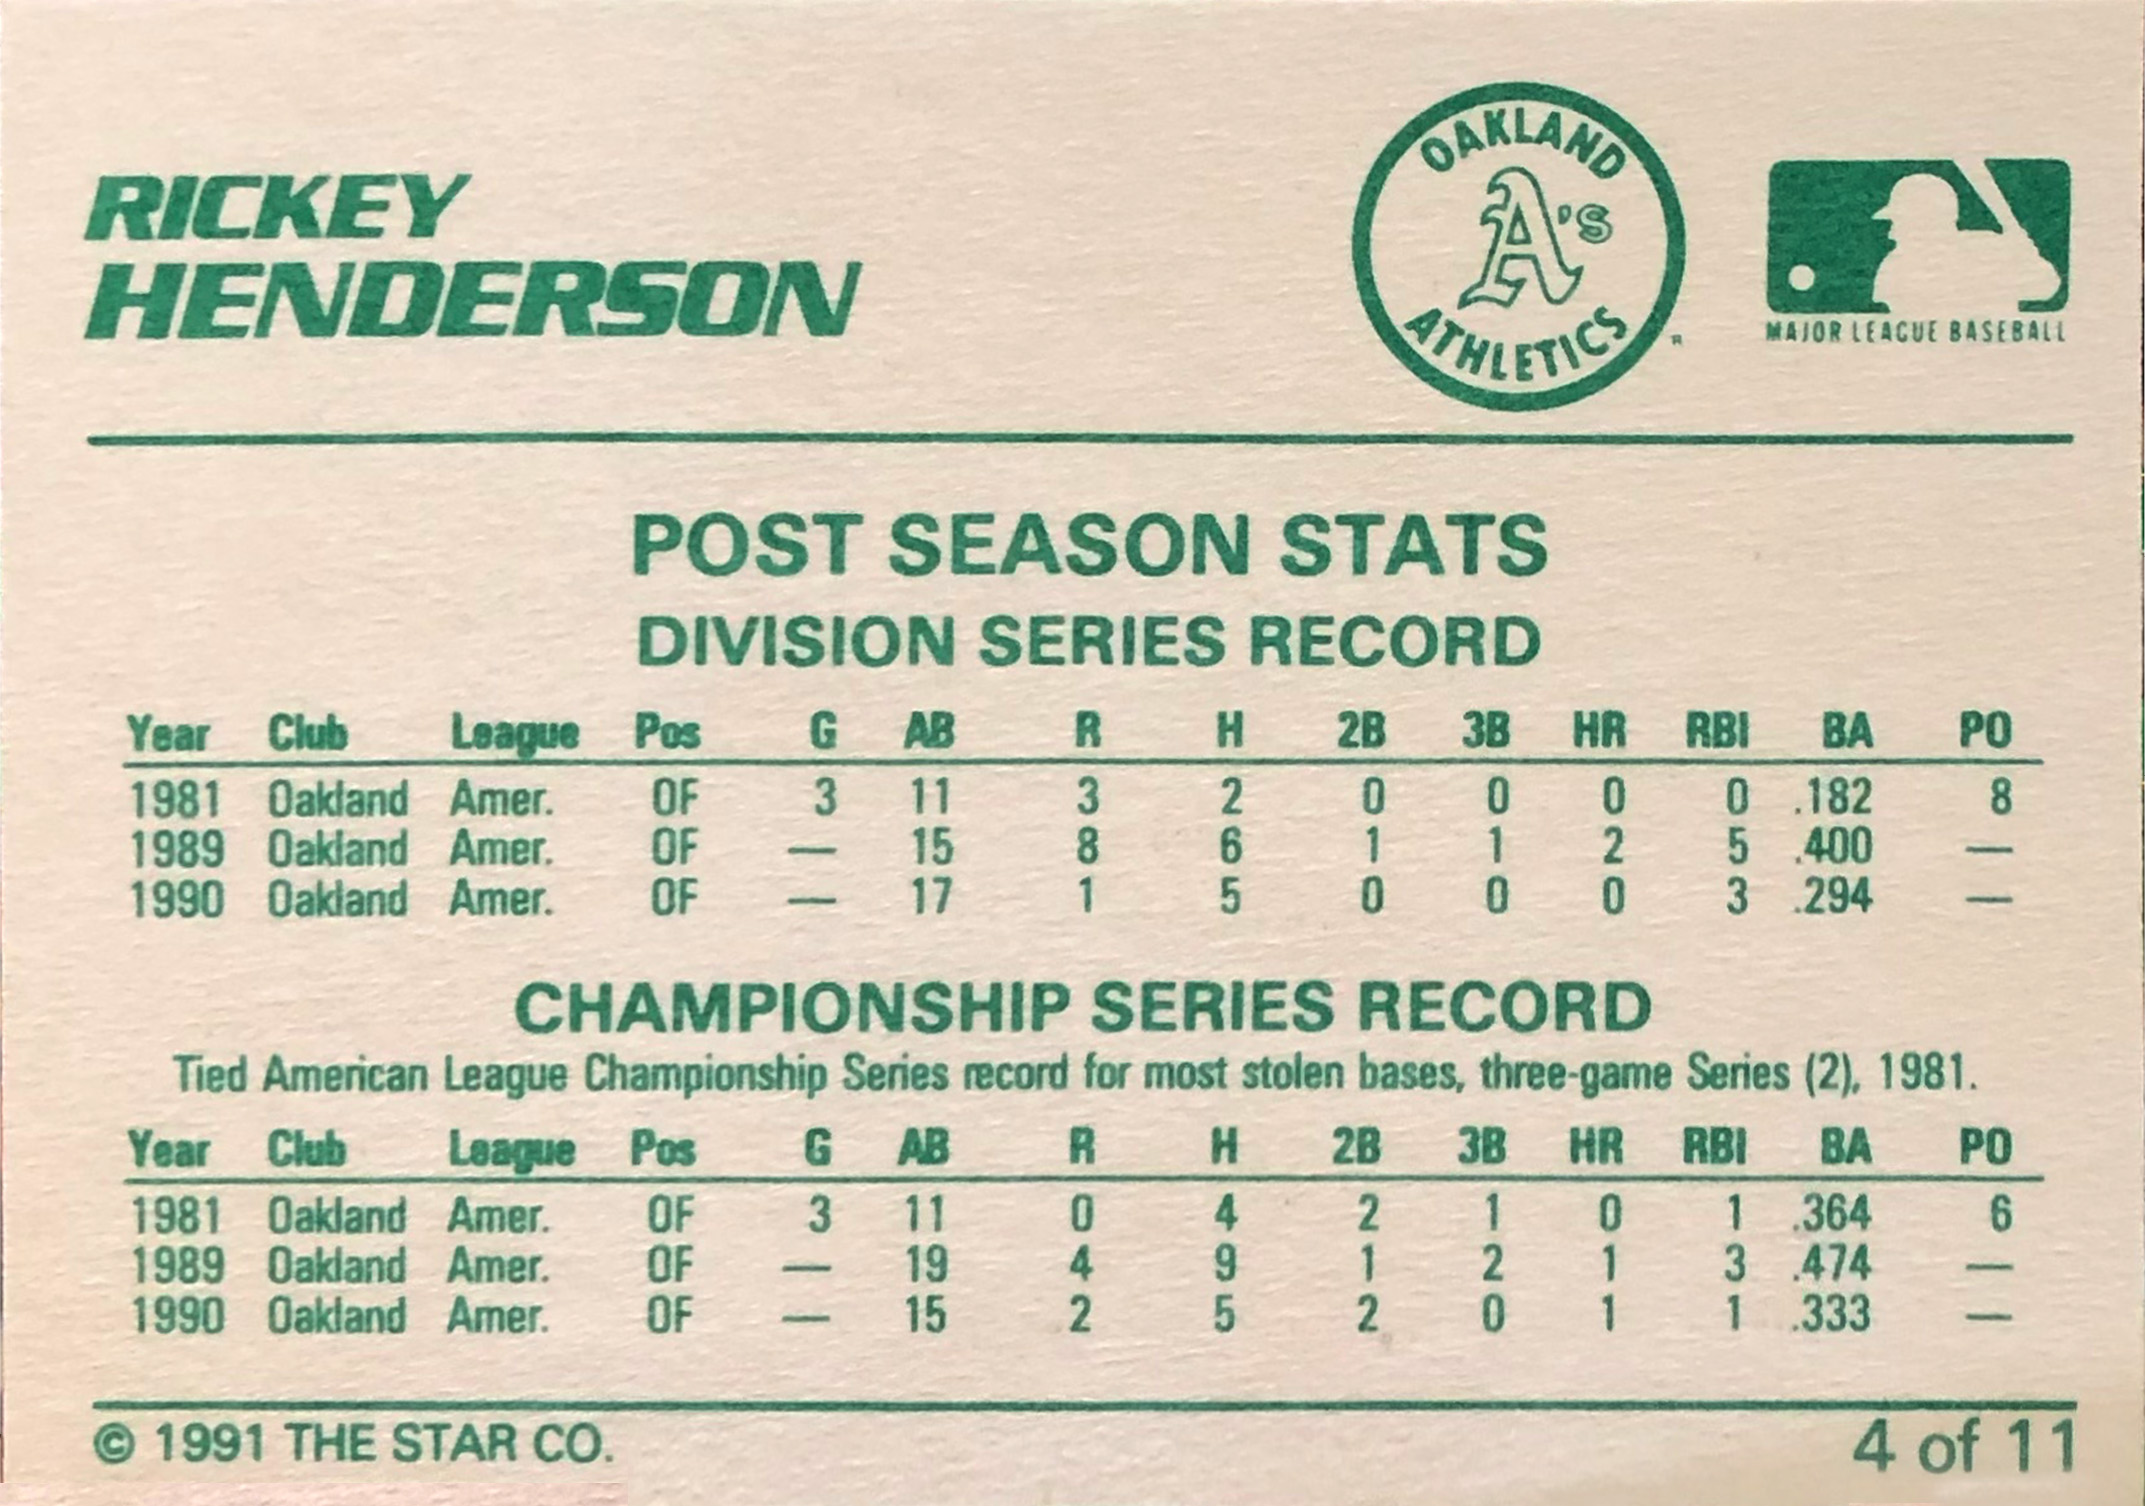 RICKEY
HENDERSON
OAKLAND
A's
ATHLETICS
MAJOR LEAGUE BASEBALL
POST SEASON STATS
DIVISION SERIES RECORD
Year Club League Pos G AB R H 2B 3B HR RBI BA PO
1981 Oakland Amer. OF 3 11 3 2 0 0 0 0 .182 8
1989 Oakland Amer. OF — 15 8 6 1 1 2 5 .400 —
1990 Oakland Amer. OF — 17 1 5 0 0 0 3 .294 —
CHAMPIONSHIP SERIES RECORD
Tied American League Championship Series record for most stolen bases, three-game Series (2), 1981.
Year Club League Pos G AB R H 2B 3B HR RBI BA PO
1981 Oakland Amer. OF 3 11 0 4 2 1 0 1 .364 6
1989 Oakland Amer. OF — 19 4 9 1 2 1 3 .474 —
1990 Oakland Amer. OF — 15 2 5 2 0 1 1 .333 —
© 1991 THE STAR CO.
4 of 11